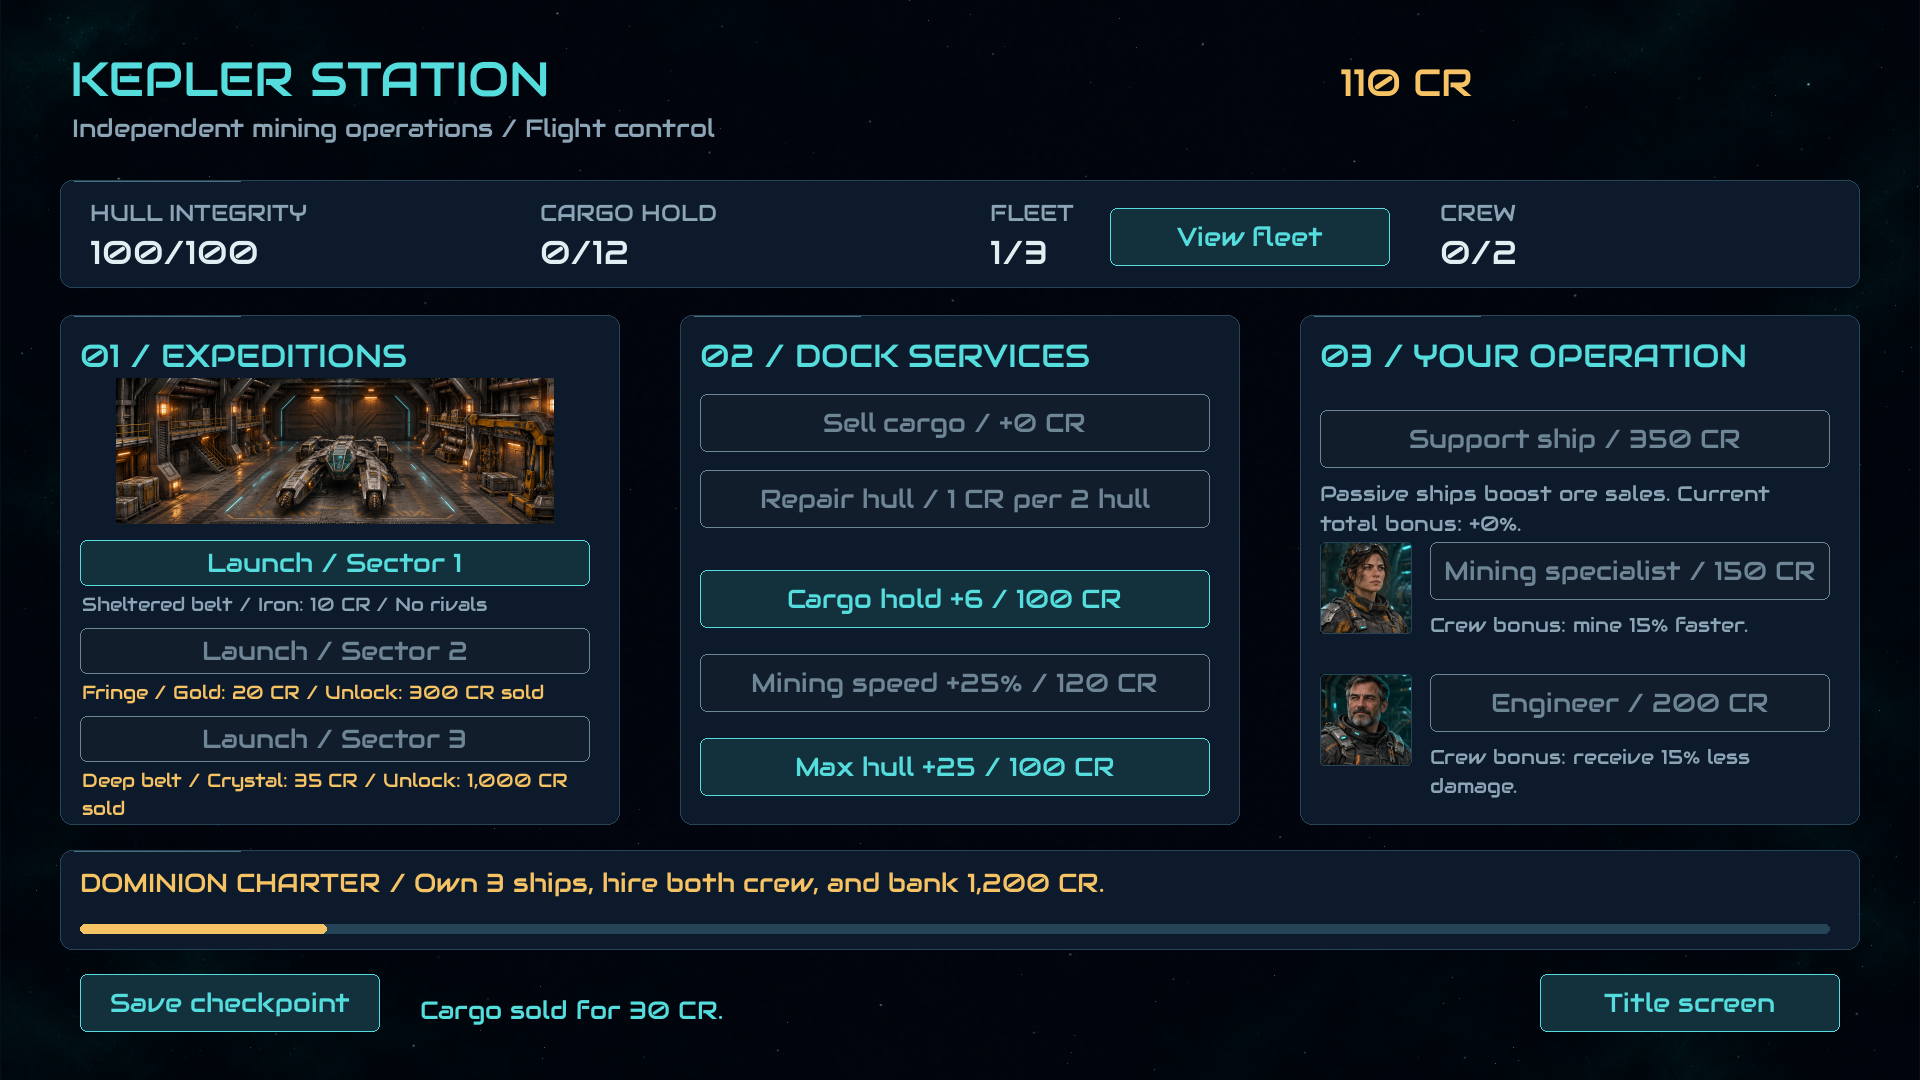 KEPLER STATION
110 CR
Independent mining operations / Flight control
HULL INTEGRITY
100/100
CARGO HOLD
0/12
FLEET
1/3
View fleet
CREW
0/2
01 / EXPEDITIONS
Launch / Sector 1
Sheltered belt / Iron: 10 CR / No rivals
Launch / Sector 2
Fringe / Gold: 20 CR / Unlock: 300 CR sold
Launch / Sector 3
Deep belt / Crystal: 35 CR / Unlock: 1,000 CR
sold
02 / DOCK SERVICES
Sell cargo / +0 CR
Repair hull / 1 CR per 2 hull
Cargo hold +6 / 100 CR
Mining speed +25% / 120 CR
Max hull +25 / 100 CR
03 / YOUR OPERATION
Support ship / 350 CR
Passive ships boost ore sales. Current
total bonus: +0%.
Mining specialist / 150 CR
Crew bonus: mine 15% faster.
Engineer / 200 CR
Crew bonus: receive 15% less
damage.
DOMINION CHARTER / Own 3 ships, hire both crew, and bank 1,200 CR.
Save checkpoint
Cargo sold for 30 CR.
Title screen